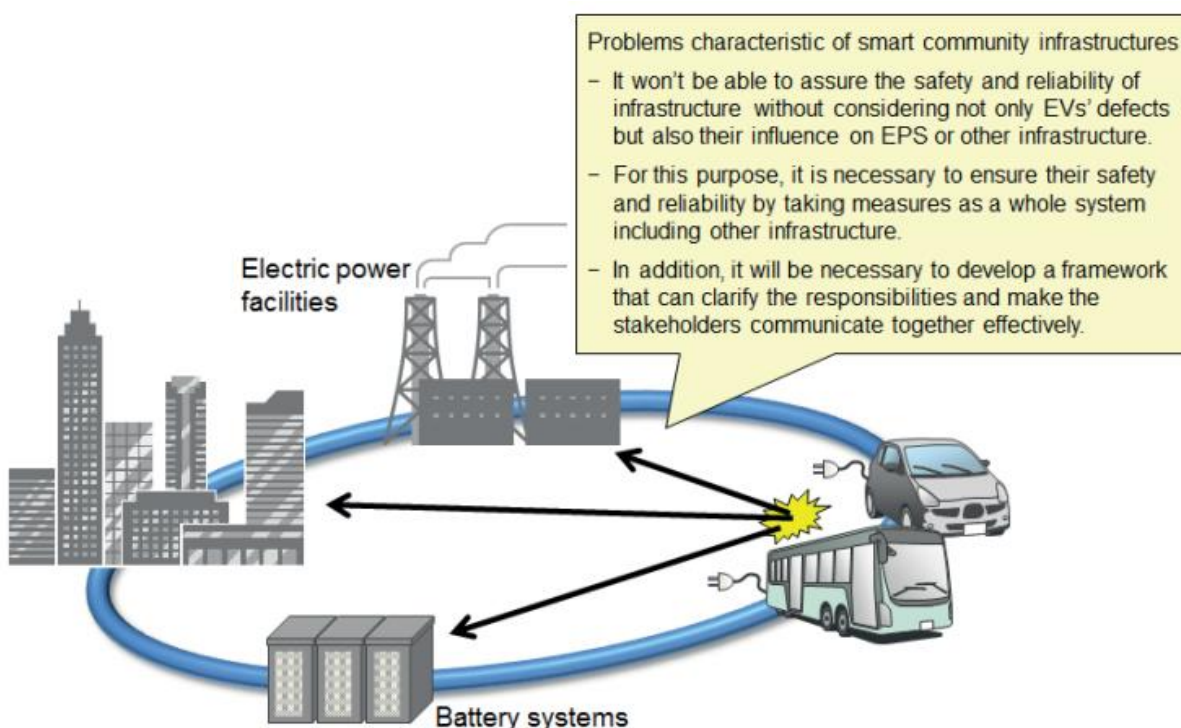 Problems characteristic of smart community infrastructures
– It won't be able to assure the safety and reliability of
infrastructure without considering not only EVs' defects
but also their influence on EPS or other infrastructure.
– For this purpose, it is necessary to ensure their safety
and reliability by taking measures as a whole system
including other infrastructure.
– In addition, it will be necessary to develop a framework
that can clarify the responsibilities and make the
stakeholders communicate together effectively.
Electric power
facilities
Battery systems